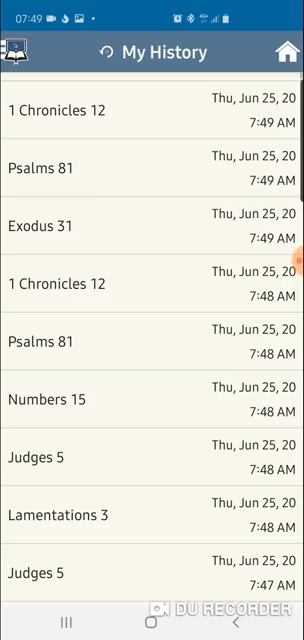 07:49
My History
1 Chronicles 12
Thu, Jun 25, 20
7:49 AM
Psalms 81
Thu, Jun 25, 20
7:49 AM
Exodus 31
Thu, Jun 25, 20
7:49 AM
1 Chronicles 12
Thu, Jun 25, 20
7:48 AM
Psalms 81
Thu, Jun 25, 20
7:48 AM
Numbers 15
Thu, Jun 25, 20
7:48 AM
Judges 5
Thu, Jun 25, 20
7:48 AM
Lamentations 3
Thu, Jun 25, 20
7:48 AM
Judges 5
Thu, Jun 25, 20
7:47 AM
DU RECORDER